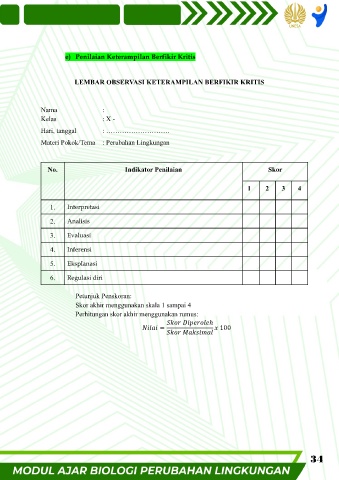 e) Penilaian Keterampilan Berfikir Kritis
LEMBAR OBSERVASI KETERAMPILAN BERFIKIR KRITIS
Nama :
Kelas : X -
Hari, tanggal : ............................
Materi Pokok/Tema : Perubahan Lingkungan
No. Indikator Penilaian Skor
1 2 3 4
1. Interpretasi
2. Analisis
3. Evaluasi
4. Inferensi
5. Eksplanasi
6. Regulasi diri
Petunjuk Penskoran:
Skor akhir menggunakan skala 1 sampai 4
Perhitungan skor akhir menggunakan rumus:
Nilai = Skor Diperoleh / Skor Maksimal x 100
34
MODUL AJAR BIOLOGI PERUBAHAN LINGKUNGAN